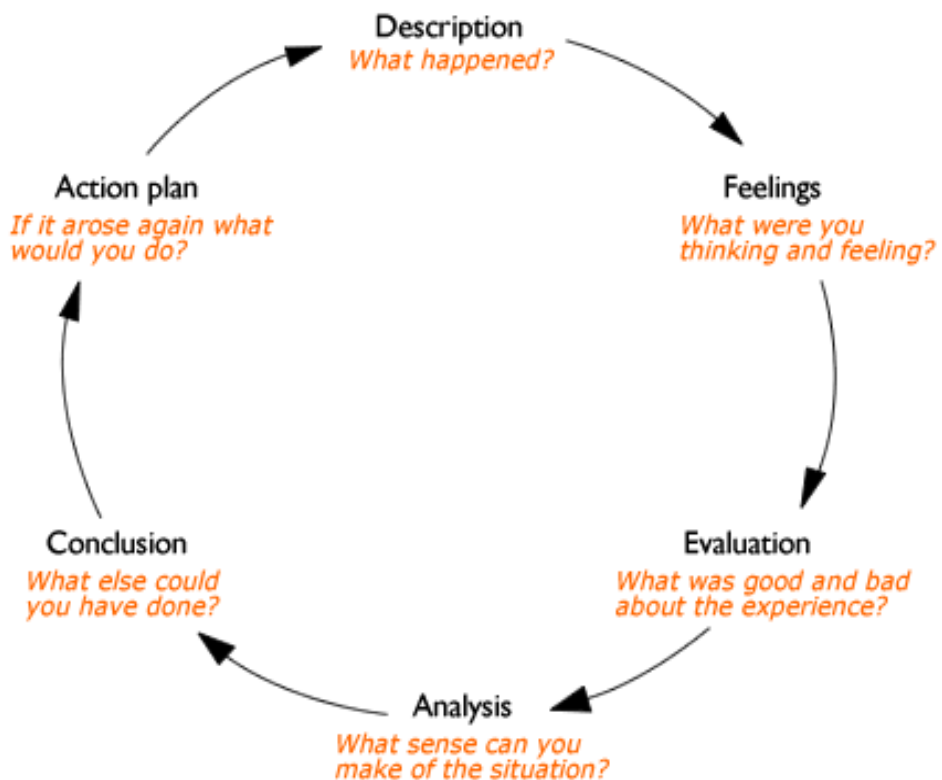 Description
What happened?
Feelings
What were you
thinking and feeling?
Evaluation
What was good and bad
about the experience?
Analysis
What sense can you
make of the situation?
Conclusion
What else could
you have done?
Action plan
If it arose again what
would you do?